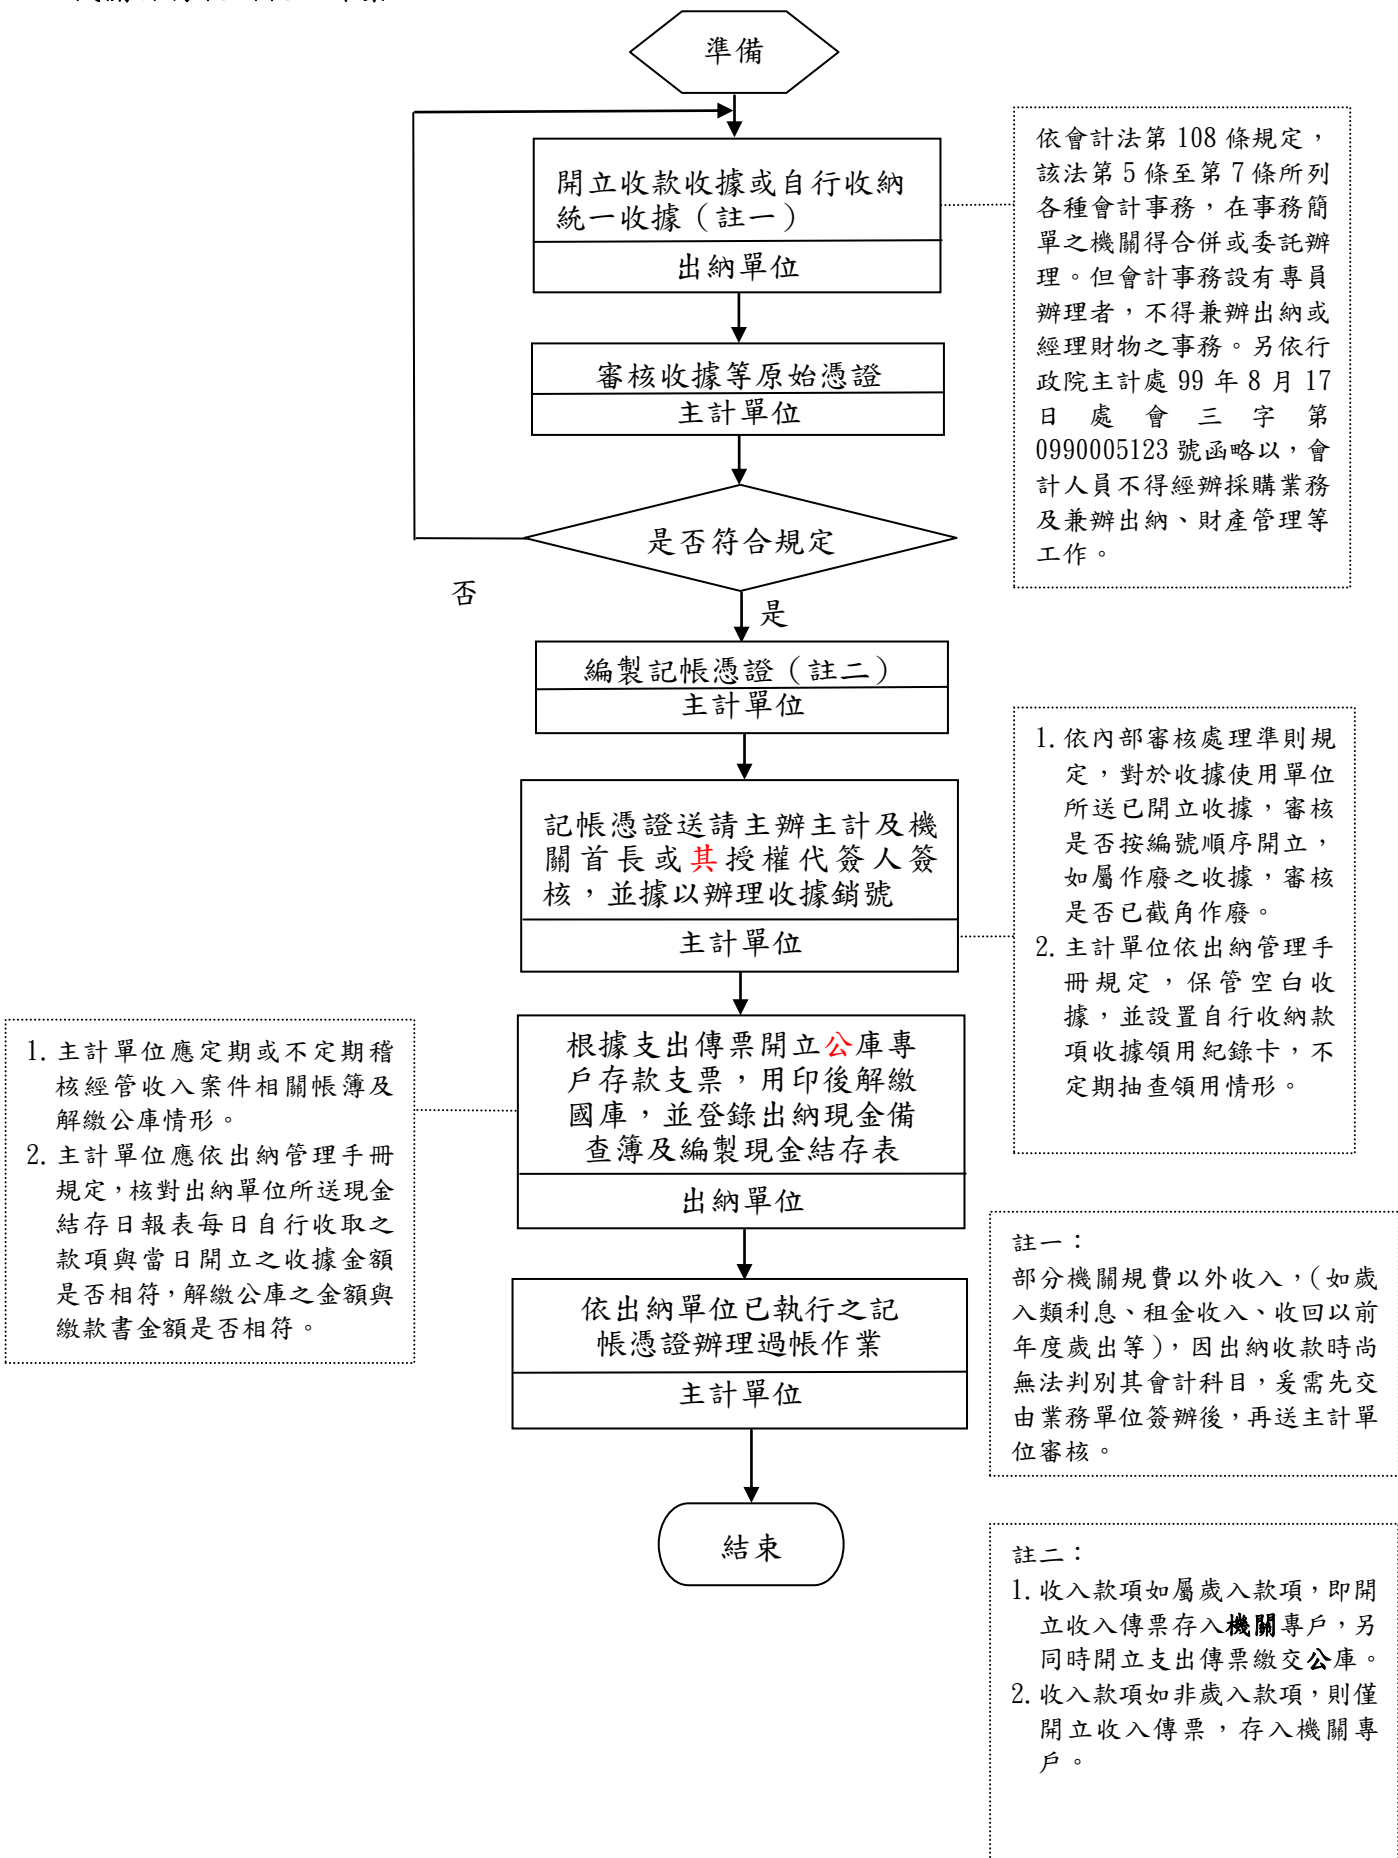 準備
開立收款收據或自行收納
統一收據（註一）
出納單位
依會計法第 108 條規定，
該法第 5 條至第 7 條所列
各種會計事務，在事務簡
單之機關得合併或委託辦
理。但會計事務設有專員
辦理者，不得兼辦出納或
經理財物之事務。另依行
政院主計處 99 年 8 月 17
日處會三字第
0990005123 號函略以，會
計人員不得經辦採購業務
及兼辦出納、財產管理等
工作。
審核收據等原始憑證
主計單位
是否符合規定
否
是
編製記帳憑證（註二）
主計單位
記帳憑證送請主辦主計及機
關首長或其授權代簽人簽
核，並據以辦理收據銷號
主計單位
1. 依內部審核處理準則規
定，對於收據使用單位
所送已開立收據，審核
是否按編號順序開立，
如屬作廢之收據，審核
是否已截角作廢。
2. 主計單位依出納管理手
冊規定，保管空白收
據，並設置自行收納款
項收據領用紀錄卡，不
定期抽查領用情形。
根據支出傳票開立公庫專
戶存款支票，用印後解繳
國庫，並登錄出納現金備
查簿及編製現金結存表
出納單位
1. 主計單位應定期或不定期稽
核經管收入案件相關帳簿及
解繳公庫情形。
2. 主計單位應依出納管理手冊
規定，核對出納單位所送現金
結存日報表每日自行收取之
款項與當日開立之收據金額
是否相符，解繳公庫之金額與
繳款書金額是否相符。
依出納單位已執行之記
帳憑證辦理過帳作業
主計單位
結束
註一：
部分機關規費以外收入，（如歲
入類利息、租金收入、收回以前
年度歲出等），因出納收款時尚
無法判別其會計科目，爰需先交
由業務單位簽辦後，再送主計單
位審核。
註二：
1. 收入款項如屬歲入款項，即開
立收入傳票存入機關專戶，另
同時開立支出傳票繳交公庫。
2. 收入款項如非歲入款項，則僅
開立收入傳票，存入機關專
戶。